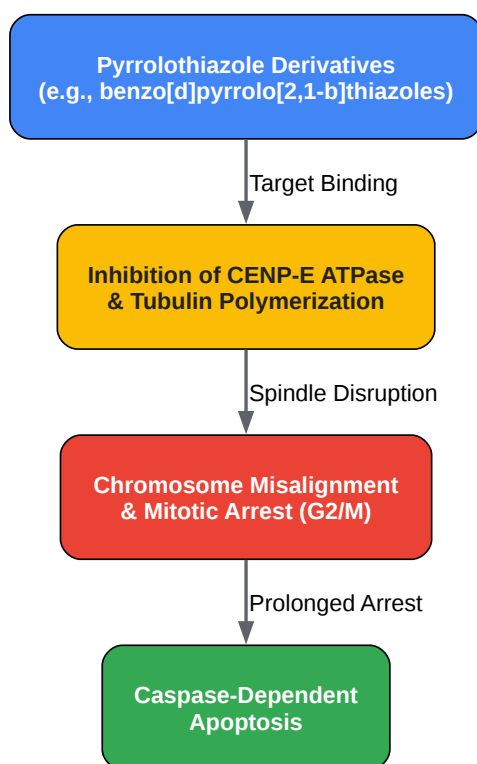 Pyrrolothiazole Derivatives
(e.g., benzo[d]pyrrolo[2,1-b]thiazoles)
Target Binding
Inhibition of CENP-E ATPase
& Tubulin Polymerization
Spindle Disruption
Chromosome Misalignment
& Mitotic Arrest (G2/M)
Prolonged Arrest
Caspase-Dependent
Apoptosis